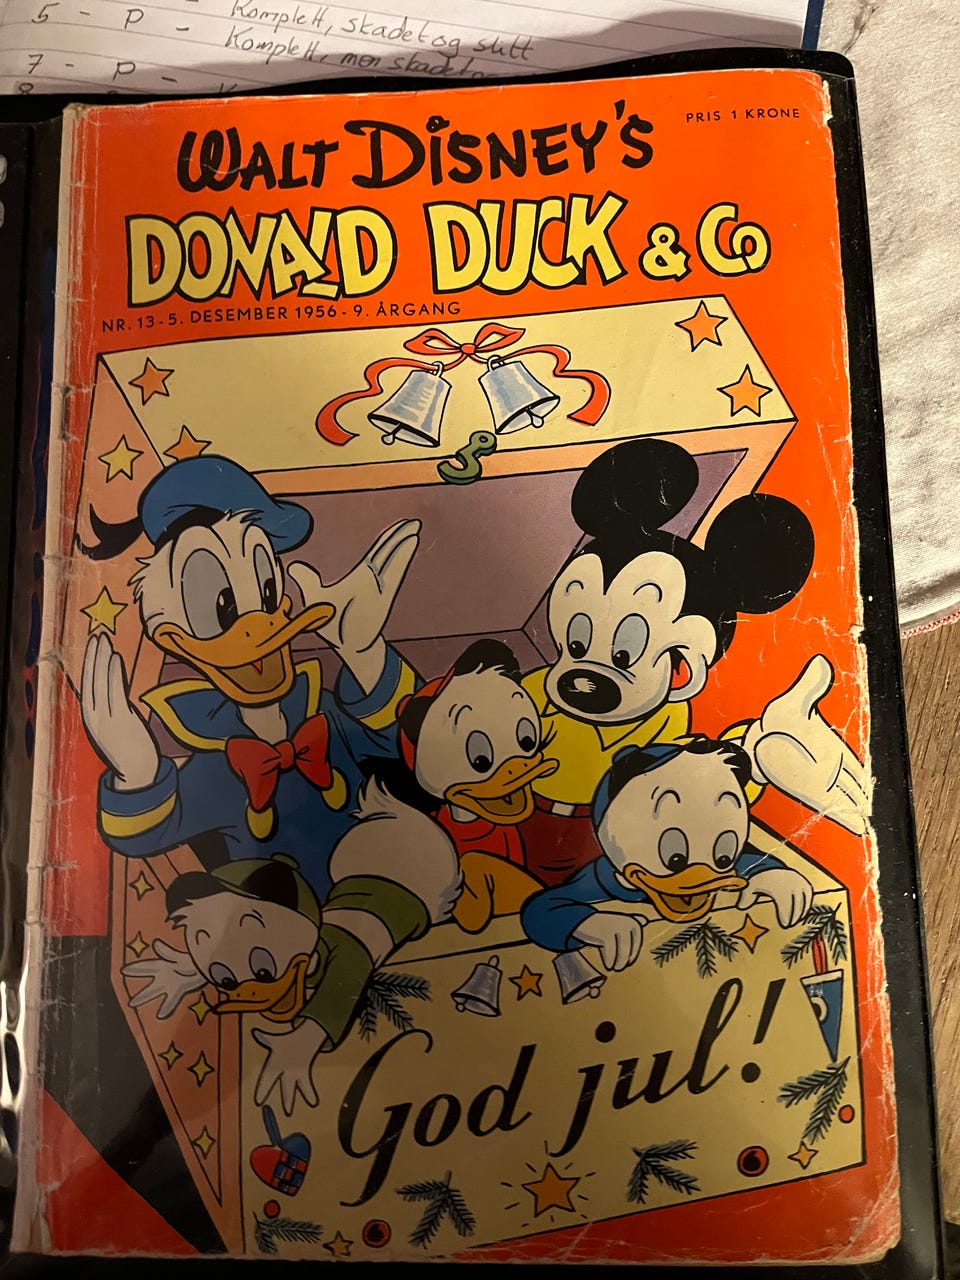 5 - P - Komplett, skadet og slitt
7 - P - Komplett, men skadet
8
WALT DISNEY'S
PRIS 1 KRONE
DONALD DUCK & Co
NR. 13 - 5. DESEMBER 1956 - 9. ÅRGANG
God jul!